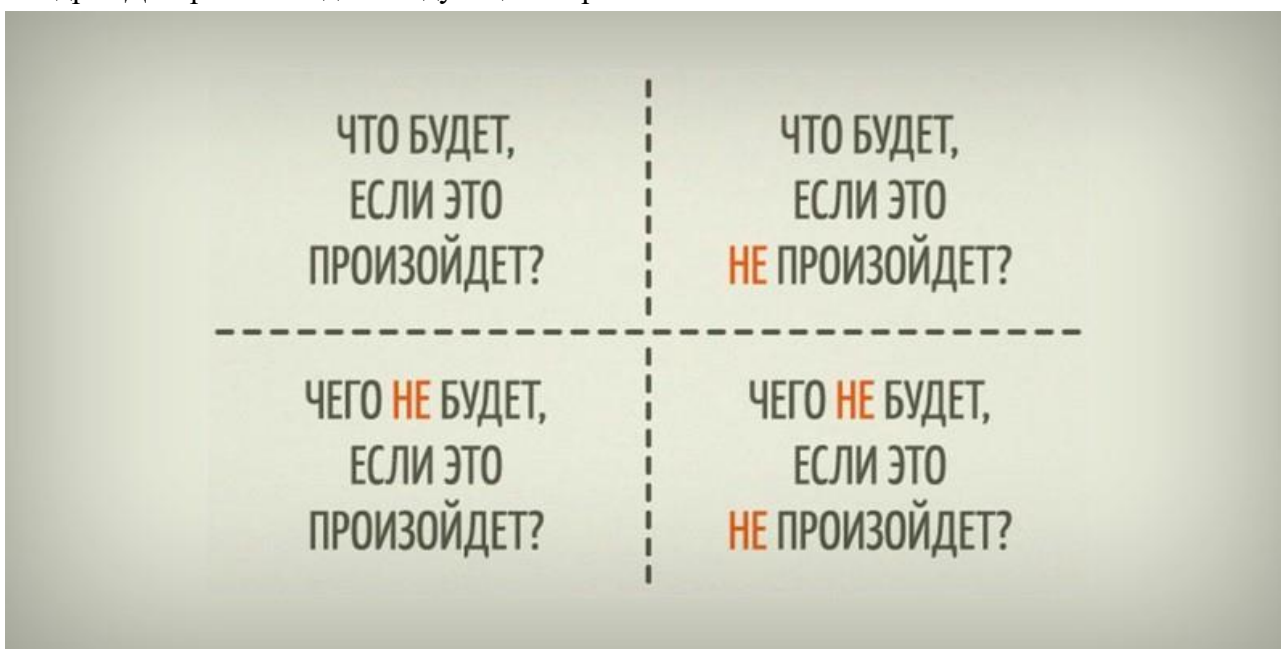 ЧТО БУДЕТ,
ЕСЛИ ЭТО
ПРОИЗОЙДЕТ?
ЧТО БУДЕТ,
ЕСЛИ ЭТО
НЕ ПРОИЗОЙДЕТ?
ЧЕГО НЕ БУДЕТ,
ЕСЛИ ЭТО
ПРОИЗОЙДЕТ?
ЧЕГО НЕ БУДЕТ,
ЕСЛИ ЭТО
НЕ ПРОИЗОЙДЕТ?